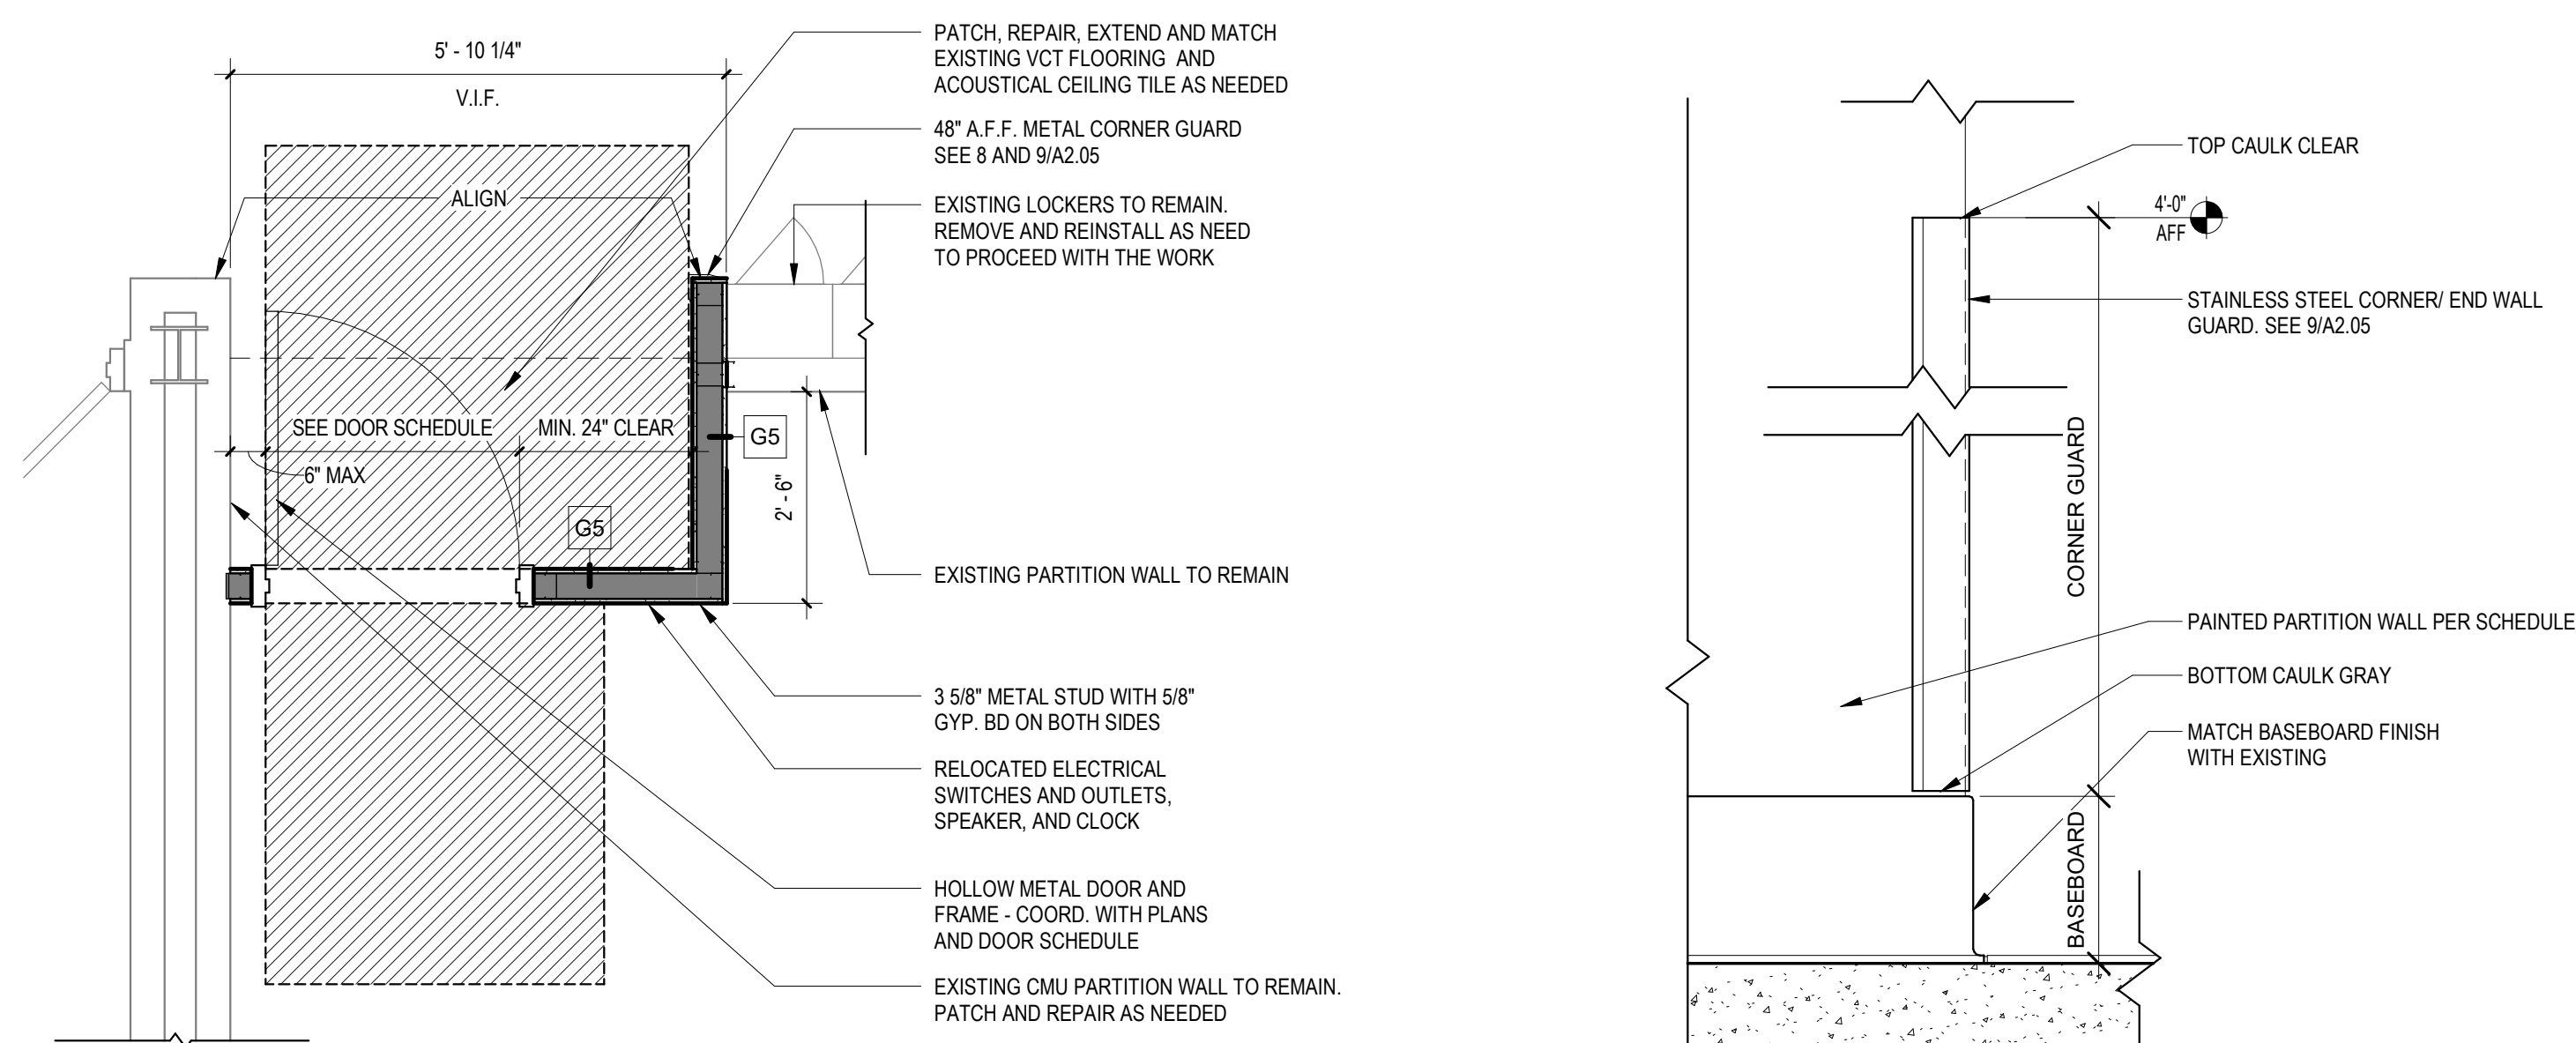 5' - 10 1/4"
V.I.F.
ALIGN
SEE DOOR SCHEDULE
MIN. 24" CLEAR
6" MAX
G5
G5
2' - 6"
PATCH, REPAIR, EXTEND AND MATCH
EXISTING VCT FLOORING AND
ACOUSTICAL CEILING TILE AS NEEDED
48" A.F.F. METAL CORNER GUARD
SEE 8 AND 9/A2.05
EXISTING LOCKERS TO REMAIN.
REMOVE AND REINSTALL AS NEED
TO PROCEED WITH THE WORK
EXISTING PARTITION WALL TO REMAIN
3 5/8" METAL STUD WITH 5/8"
GYP. BD ON BOTH SIDES
RELOCATED ELECTRICAL
SWITCHES AND OUTLETS,
SPEAKER, AND CLOCK
HOLLOW METAL DOOR AND
FRAME - COORD. WITH PLANS
AND DOOR SCHEDULE
EXISTING CMU PARTITION WALL TO REMAIN.
PATCH AND REPAIR AS NEEDED
TOP CAULK CLEAR
4'-0"
AFF
STAINLESS STEEL CORNER/ END WALL
GUARD. SEE 9/A2.05
CORNER GUARD
PAINTED PARTITION WALL PER SCHEDULE
BOTTOM CAULK GRAY
MATCH BASEBOARD FINISH
WITH EXISTING
BASEBOARD